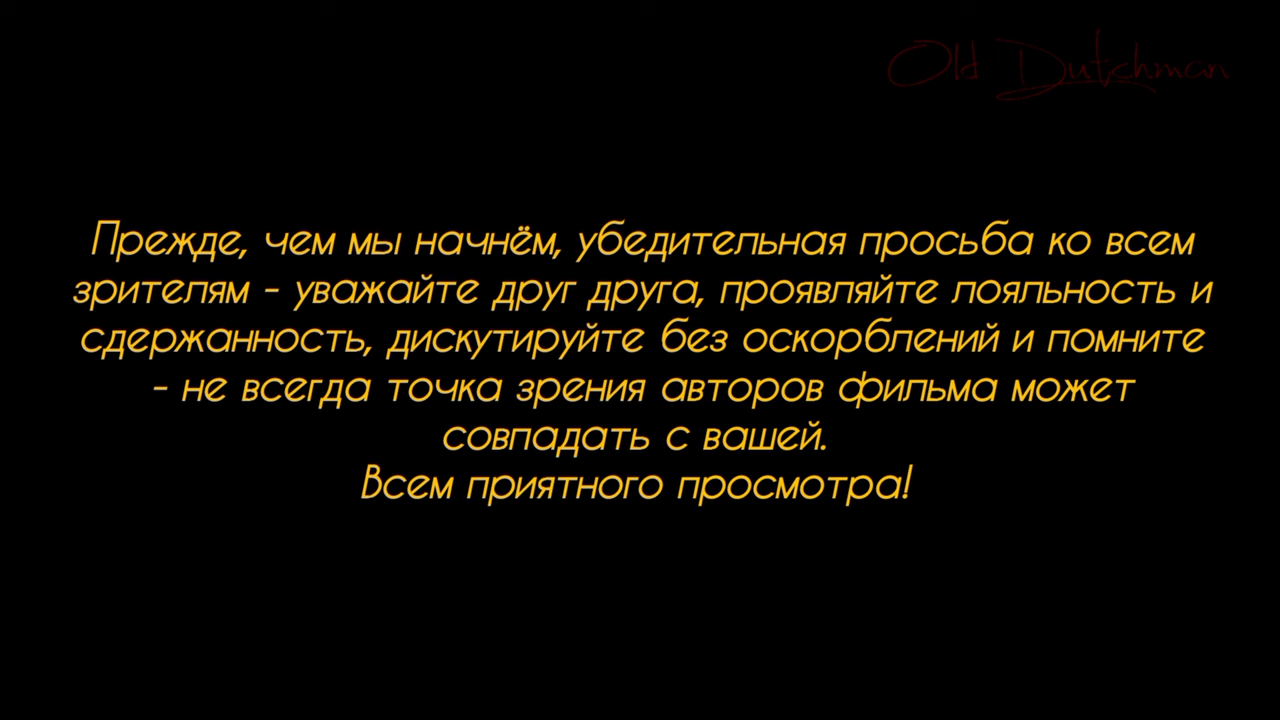 Old Dutchman
Прежде, чем мы начнём, убедительная просьба ко всем
зрителям - уважайте друг друга, проявляйте лояльность и
сдержанность, дискутируйте без оскорблений и помните
- не всегда точка зрения авторов фильма может
совпадать с вашей.
Всем приятного просмотра!